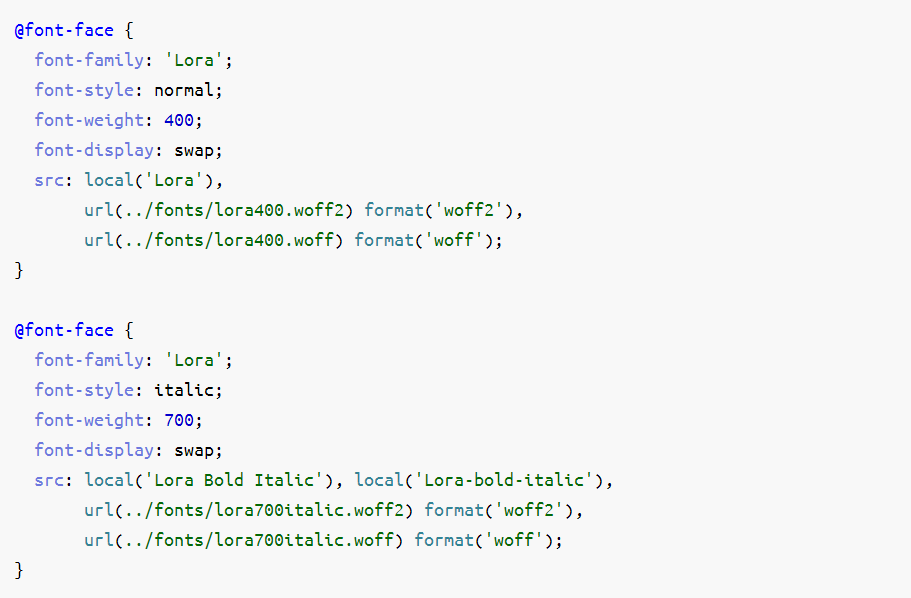 @font-face {
  font-family: 'Lora';
  font-style: normal;
  font-weight: 400;
  font-display: swap;
  src: local('Lora'),
       url(../fonts/lora400.woff2) format('woff2'),
       url(../fonts/lora400.woff) format('woff');
}

@font-face {
  font-family: 'Lora';
  font-style: italic;
  font-weight: 700;
  font-display: swap;
  src: local('Lora Bold Italic'), local('Lora-bold-italic'),
       url(../fonts/lora700italic.woff2) format('woff2'),
       url(../fonts/lora700italic.woff) format('woff');
}